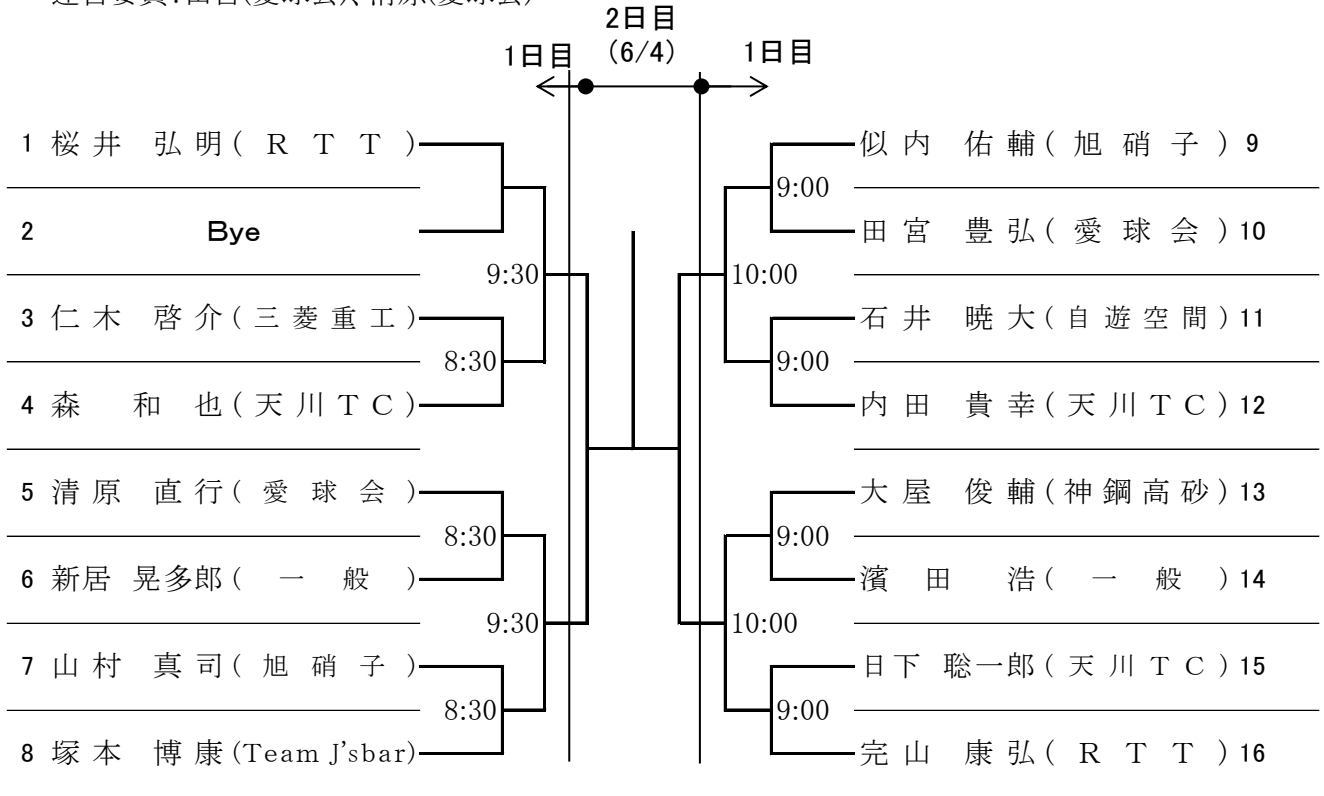 2日目
1日目 (6/4) 1日目
1 桜井 弘明(RTT)
2 Bye
9:30
3 仁木 啓介(三菱重工)
8:30
4 森 和也(天川TC)
5 清原 直行(愛球会)
8:30
6 新居 晃多郎(一般)
9:30
7 山村 真司(旭硝子)
8:30
8 塚本 博康(Team J'sbar)
似内 佑輔(旭硝子) 9
9:00
田宮 豊弘(愛球会) 10
10:00
石井 暁大(自遊空間) 11
9:00
内田 貴幸(天川TC) 12
大屋 俊輔(神鋼高砂) 13
9:00
濱田 浩(一般) 14
10:00
日下 聡一郎(天川TC) 15
9:00
完山 康弘(RTT) 16